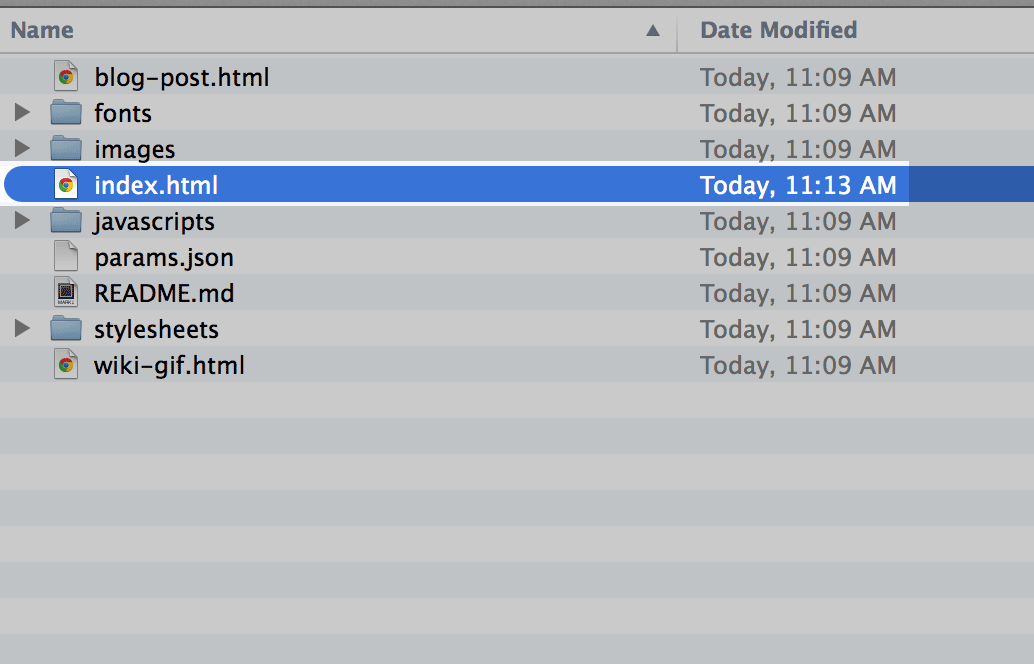 Name Date Modified
blog-post.html Today, 11:09 AM
fonts Today, 11:09 AM
images Today, 11:09 AM
index.html Today, 11:13 AM
javascripts Today, 11:09 AM
params.json Today, 11:09 AM
README.md Today, 11:09 AM
stylesheets Today, 11:09 AM
wiki-gif.html Today, 11:09 AM